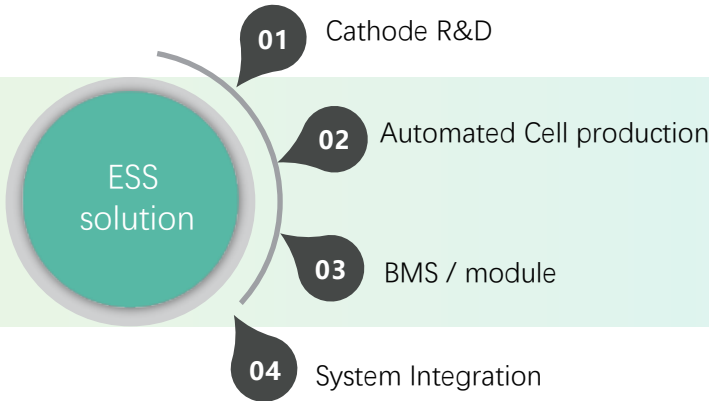 ESS
solution
01
Cathode R&D
02
Automated Cell production
03
BMS / module
04
System Integration